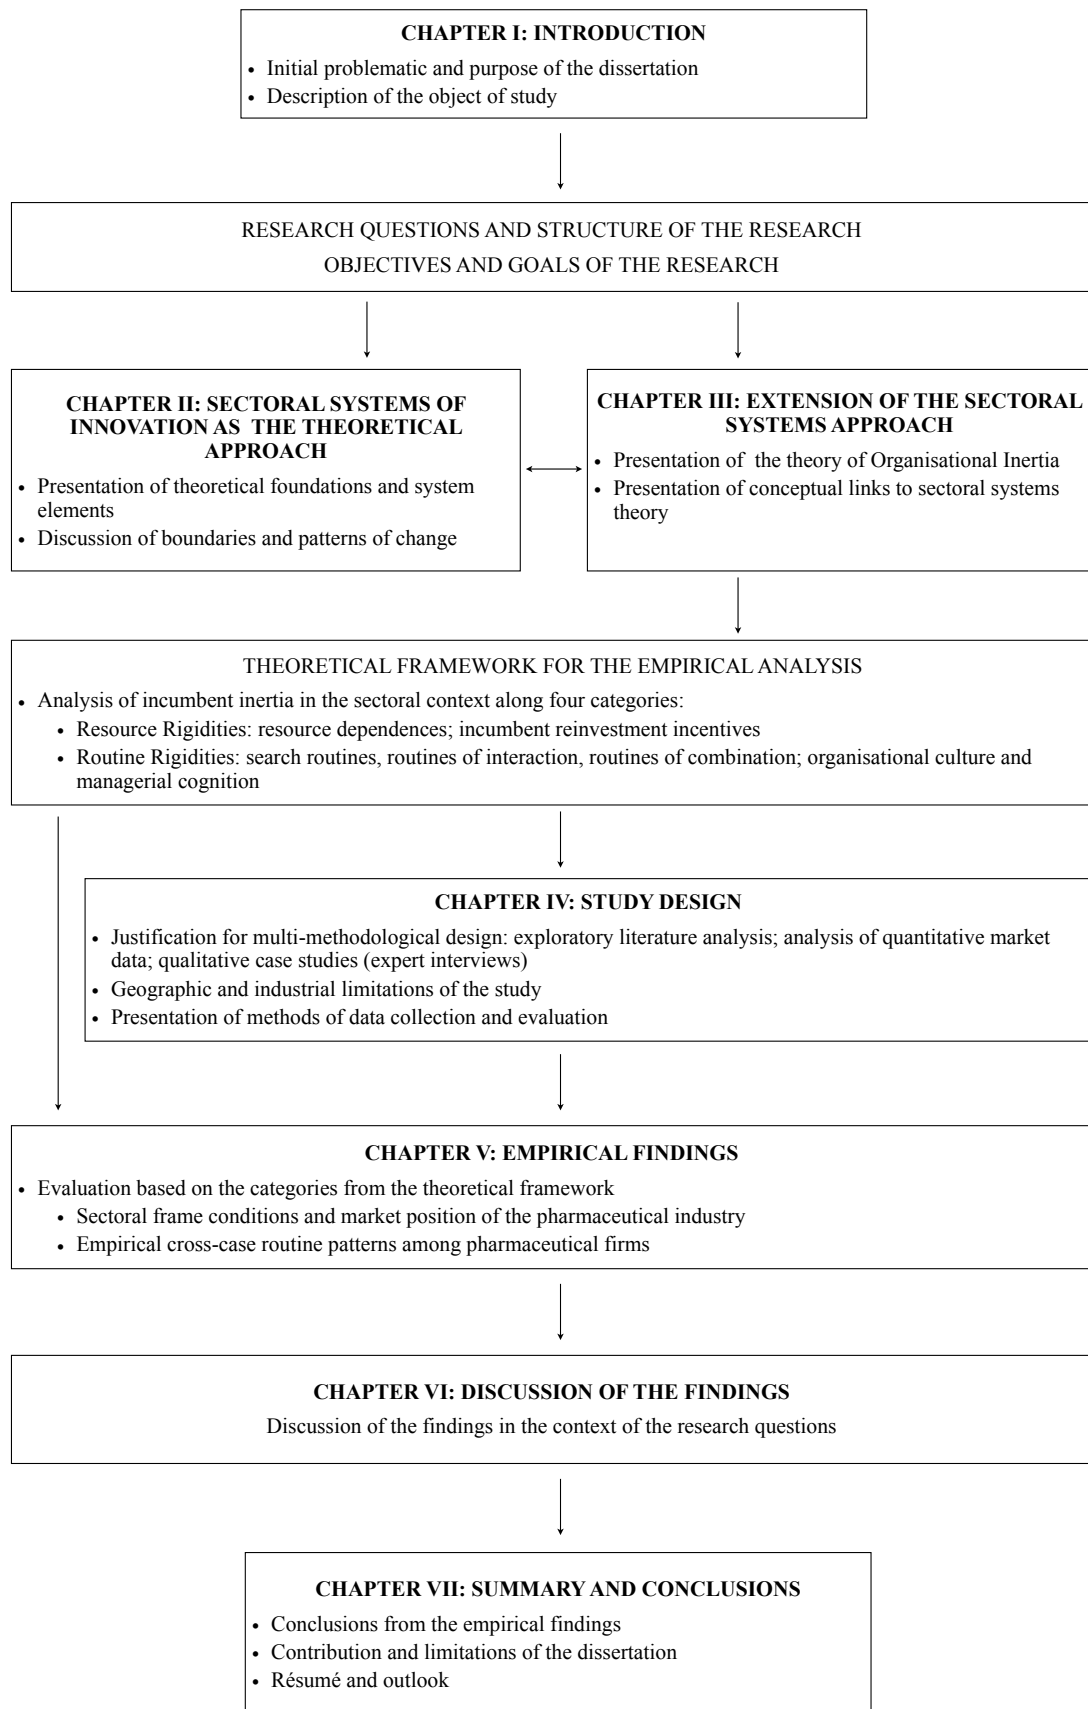 CHAPTER I: INTRODUCTION
• Initial problematic and purpose of the dissertation
• Description of the object of study
RESEARCH QUESTIONS AND STRUCTURE OF THE RESEARCH
OBJECTIVES AND GOALS OF THE RESEARCH
CHAPTER II: SECTORAL SYSTEMS OF
INNOVATION AS THE THEORETICAL
APPROACH
• Presentation of theoretical foundations and system
elements
• Discussion of boundaries and patterns of change
CHAPTER III: EXTENSION OF THE SECTORAL
SYSTEMS APPROACH
• Presentation of the theory of Organisational Inertia
• Presentation of conceptual links to sectoral systems
theory
THEORETICAL FRAMEWORK FOR THE EMPIRICAL ANALYSIS
• Analysis of incumbent inertia in the sectoral context along four categories:
• Resource Rigidities: resource dependences; incumbent reinvestment incentives
• Routine Rigidities: search routines, routines of interaction, routines of combination; organisational culture and
managerial cognition
CHAPTER IV: STUDY DESIGN
• Justification for multi-methodological design: exploratory literature analysis; analysis of quantitative market
data; qualitative case studies (expert interviews)
• Geographic and industrial limitations of the study
• Presentation of methods of data collection and evaluation
CHAPTER V: EMPIRICAL FINDINGS
• Evaluation based on the categories from the theoretical framework
• Sectoral frame conditions and market position of the pharmaceutical industry
• Empirical cross-case routine patterns among pharmaceutical firms
CHAPTER VI: DISCUSSION OF THE FINDINGS
Discussion of the findings in the context of the research questions
CHAPTER VII: SUMMARY AND CONCLUSIONS
• Conclusions from the empirical findings
• Contribution and limitations of the dissertation
• Résumé and outlook